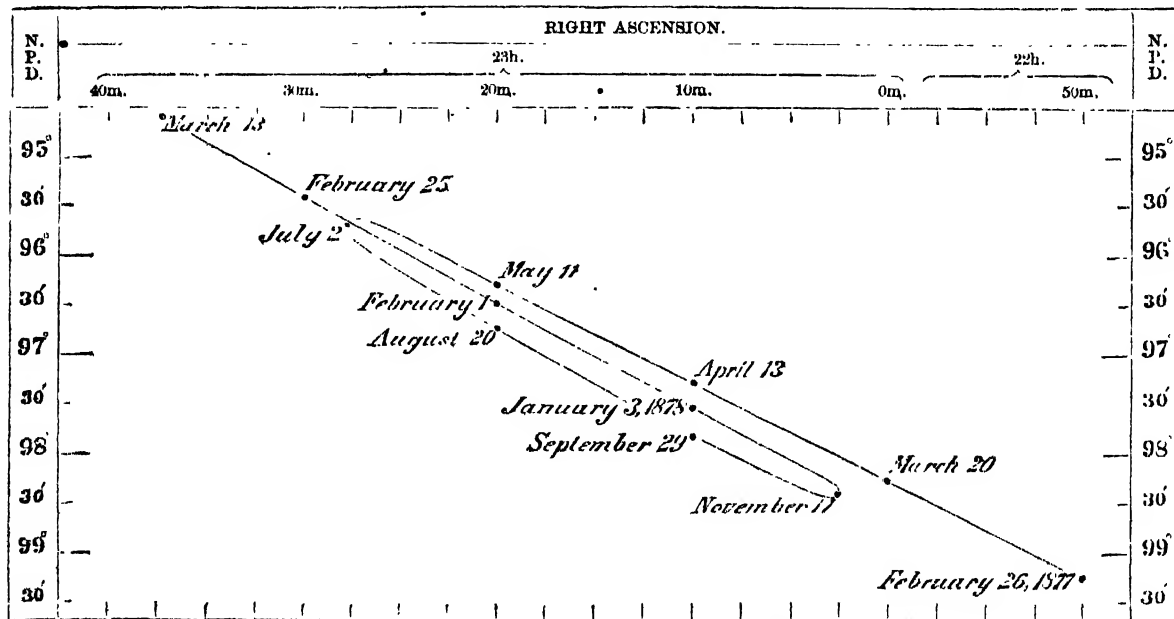 RIGHT ASCENSION.
N. P. D.
N. P. D.
23h.
22h.
40m. 30m. 20m. 10m. 0m. 50m.
March 13
95° 95°
February 25
30′ 30′
July 2
96° 96°
May 11
February 1
30′ 30′
August 20
97° 97°
April 13
January 3, 1878
30′ 30′
September 29
98° 98°
March 20
November 17
30′ 30′
99° 99°
February 26, 1877
30′ 30′